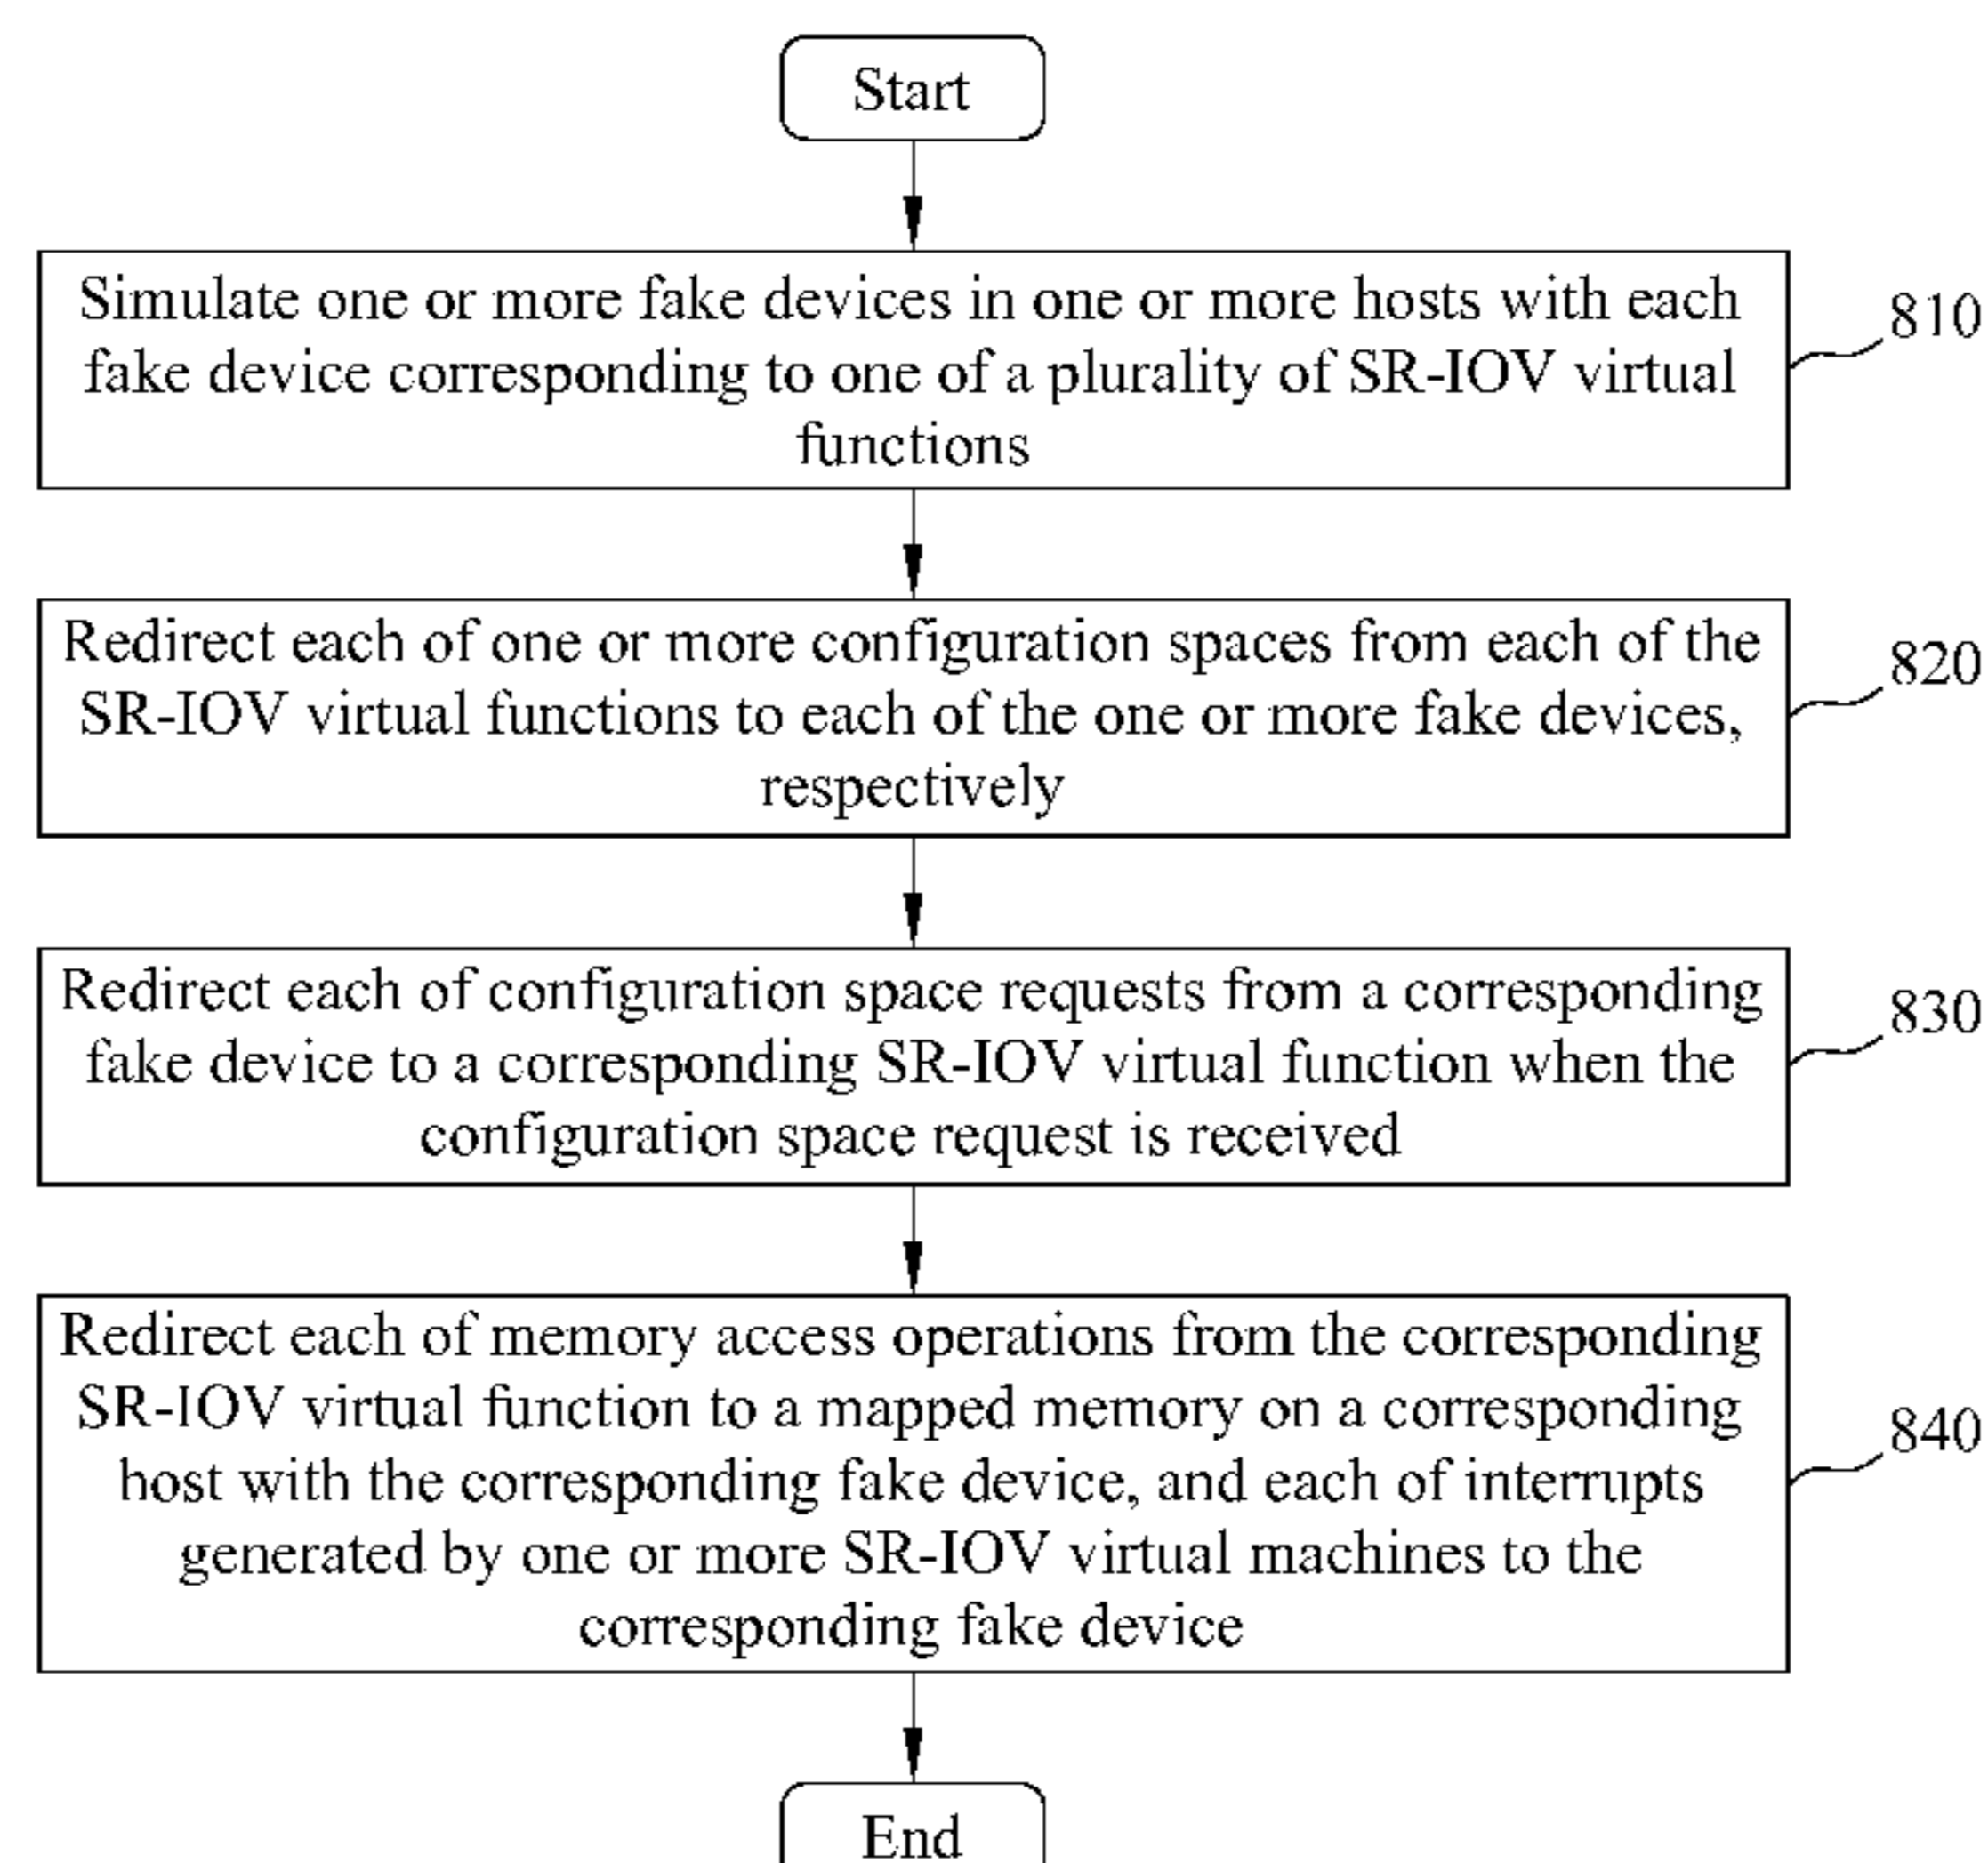 Start
Simulate one or more fake devices in one or more hosts with each
fake device corresponding to one of a plurality of SR-IOV virtual
functions
810
Redirect each of one or more configuration spaces from each of the
SR-IOV virtual functions to each of the one or more fake devices,
respectively
820
Redirect each of configuration space requests from a corresponding
fake device to a corresponding SR-IOV virtual function when the
configuration space request is received
830
Redirect each of memory access operations from the corresponding
SR-IOV virtual function to a mapped memory on a corresponding
host with the corresponding fake device, and each of interrupts
generated by one or more SR-IOV virtual machines to the
corresponding fake device
840
End